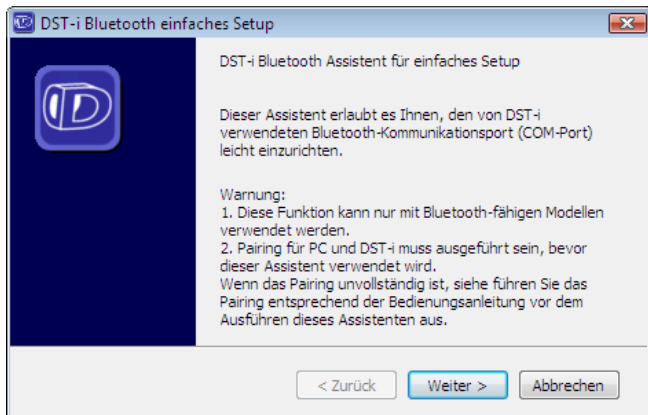 DST-i Bluetooth einfaches Setup
DST-i Bluetooth Assistent für einfaches Setup
Dieser Assistent erlaubt es Ihnen, den von DST-i
verwendeten Bluetooth-Kommunikationsport (COM-Port)
leicht einzurichten.
Warnung:
1. Diese Funktion kann nur mit Bluetooth-fähigen Modellen
verwendet werden.
2. Pairing für PC und DST-i muss ausgeführt sein, bevor
dieser Assistent verwendet wird.
Wenn das Pairing unvollständig ist, siehe führen Sie das
Pairing entsprechend der Bedienungsanleitung vor dem
Ausführen dieses Assistenten aus.
< Zurück
Weiter >
Abbrechen